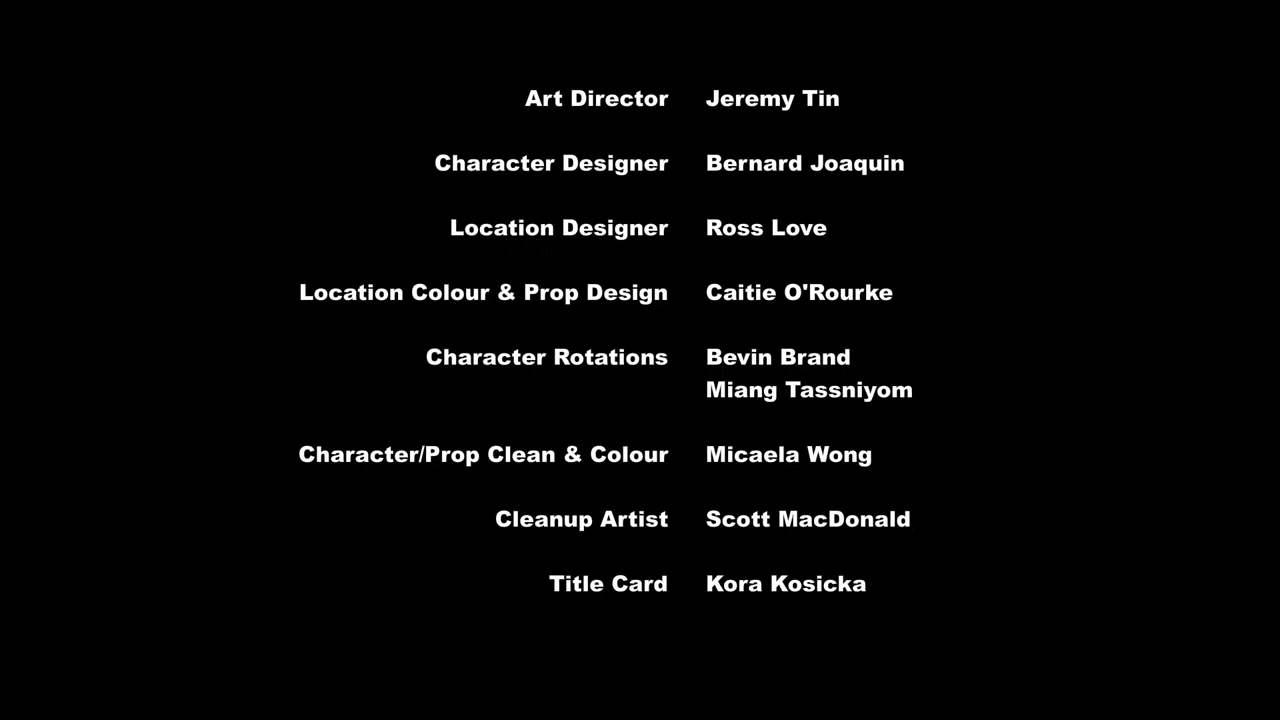 Art Director Jeremy Tin
Character Designer Bernard Joaquin
Location Designer Ross Love
Location Colour & Prop Design Caitie O'Rourke
Character Rotations Bevin Brand
Miang Tassniyom
Character/Prop Clean & Colour Micaela Wong
Cleanup Artist Scott MacDonald
Title Card Kora Kosicka